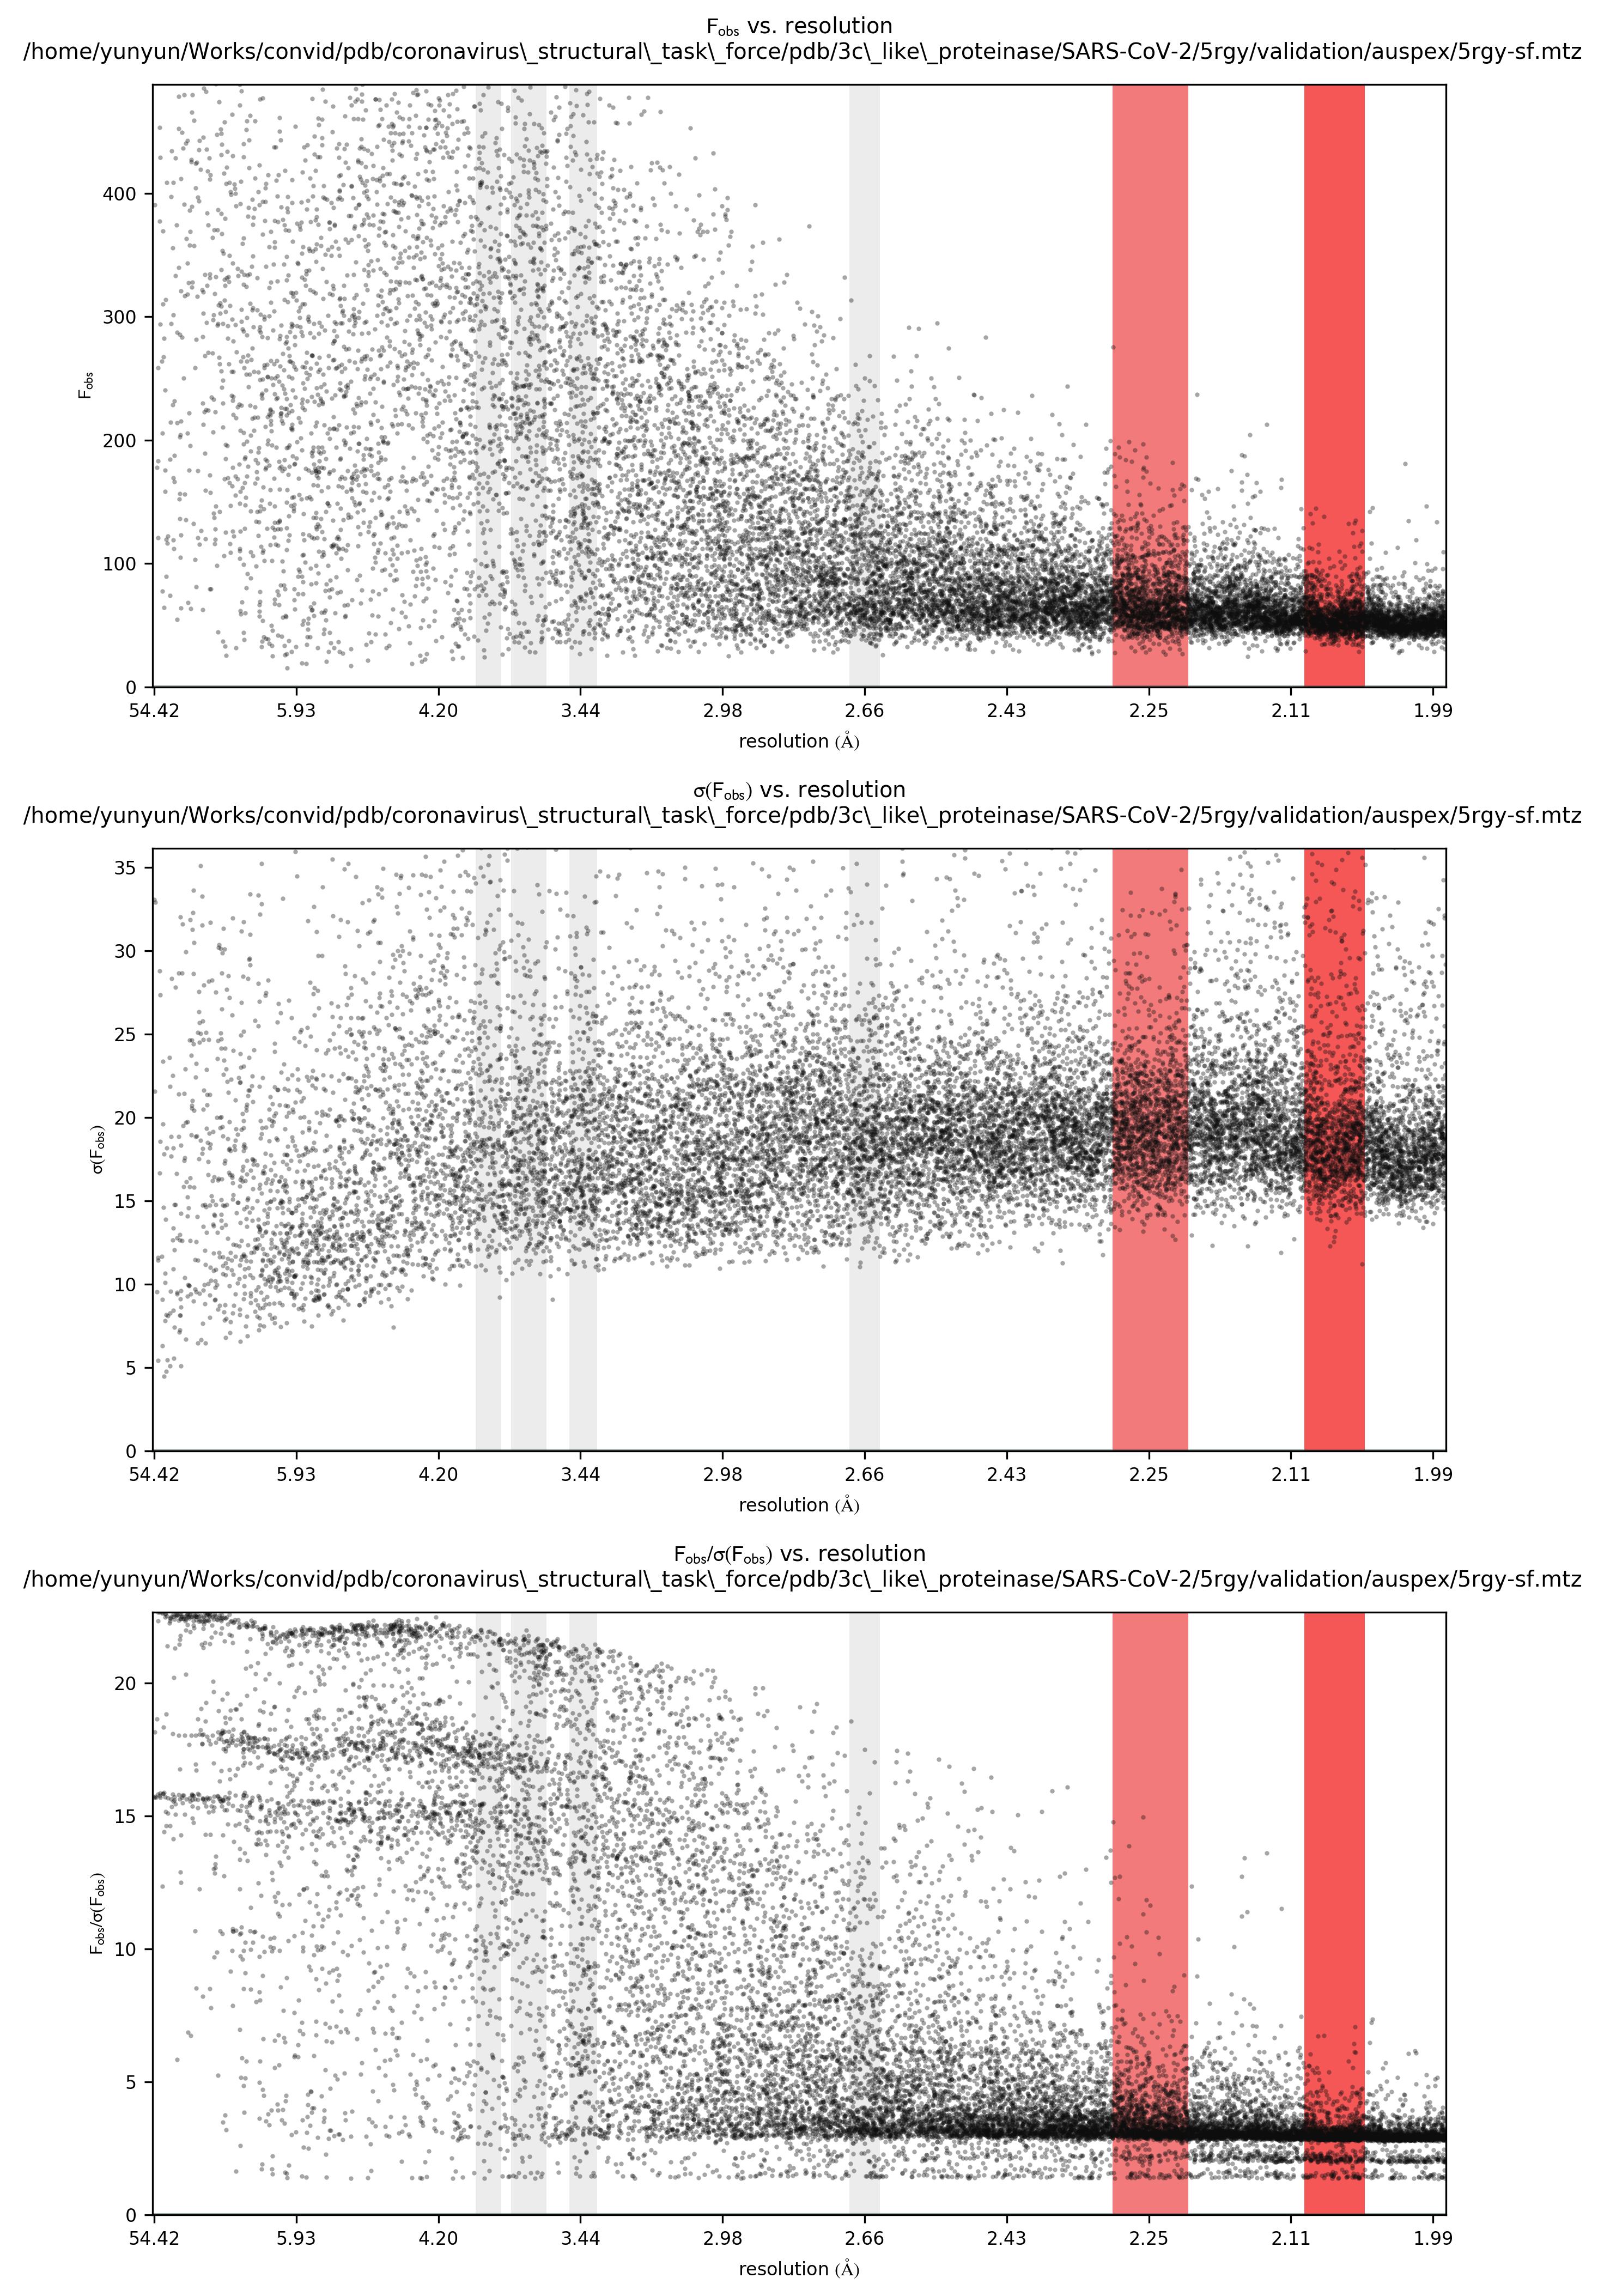 Fobs vs. resolution
/home/yunyun/Works/convid/pdb/coronavirus\_structural\_task\_force/pdb/3c\_like\_proteinase/SARS-CoV-2/5rgy/validation/auspex/5rgy-sf.mtz
400
300
200
100
0
Fobs
54.42 5.93 4.20 3.44 2.98 2.66 2.43 2.25 2.11 1.99
resolution (Å)
σ(Fobs) vs. resolution
/home/yunyun/Works/convid/pdb/coronavirus\_structural\_task\_force/pdb/3c\_like\_proteinase/SARS-CoV-2/5rgy/validation/auspex/5rgy-sf.mtz
35
30
25
20
15
10
5
0
σ(Fobs)
54.42 5.93 4.20 3.44 2.98 2.66 2.43 2.25 2.11 1.99
resolution (Å)
Fobs/σ(Fobs) vs. resolution
/home/yunyun/Works/convid/pdb/coronavirus\_structural\_task\_force/pdb/3c\_like\_proteinase/SARS-CoV-2/5rgy/validation/auspex/5rgy-sf.mtz
20
15
10
5
0
Fobs/σ(Fobs)
54.42 5.93 4.20 3.44 2.98 2.66 2.43 2.25 2.11 1.99
resolution (Å)